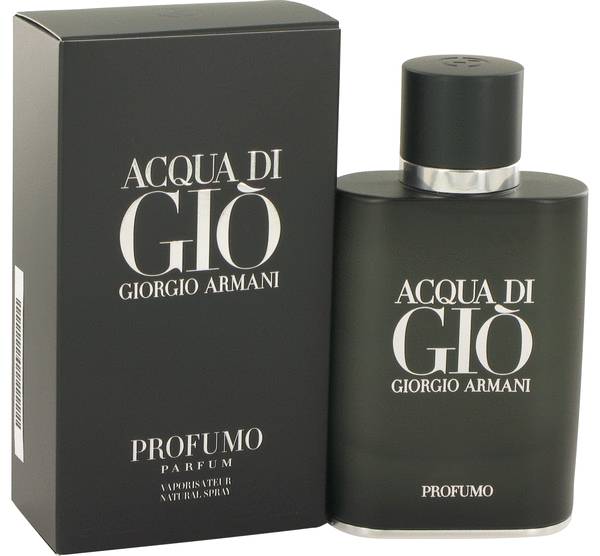 ACQUA DI
GIÒ
GIORGIO ARMANI
PROFUMO
PARFUM
VAPORISATEUR
NATURAL SPRAY
ACQUA DI
GIÒ
GIORGIO ARMANI
PROFUMO